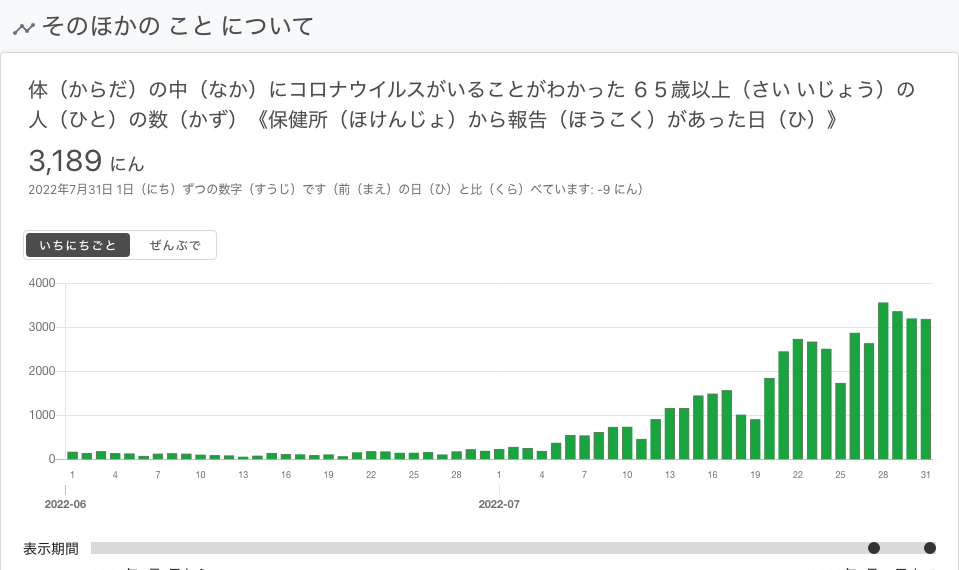 そのほかの こと について
体（からだ）の中（なか）にコロナウイルスがいることがわかった ６５歳以上（さい いじょう）の
人（ひと）の数（かず）《保健所（ほけんじょ）から報告（ほうこく）があった日（ひ）》
3,189 にん
2022年7月31日 1日（にち）ずつの数字（すうじ）です（前（まえ）の日（ひ）と比（くら）べています: -9 にん）
いちにちごと ぜんぶで
4000
3000
2000
1000
0
1 4 7 10 13 16 19 22 25 28 1 4 7 10 13 16 19 22 25 28 31
2022-06 2022-07
表示期間